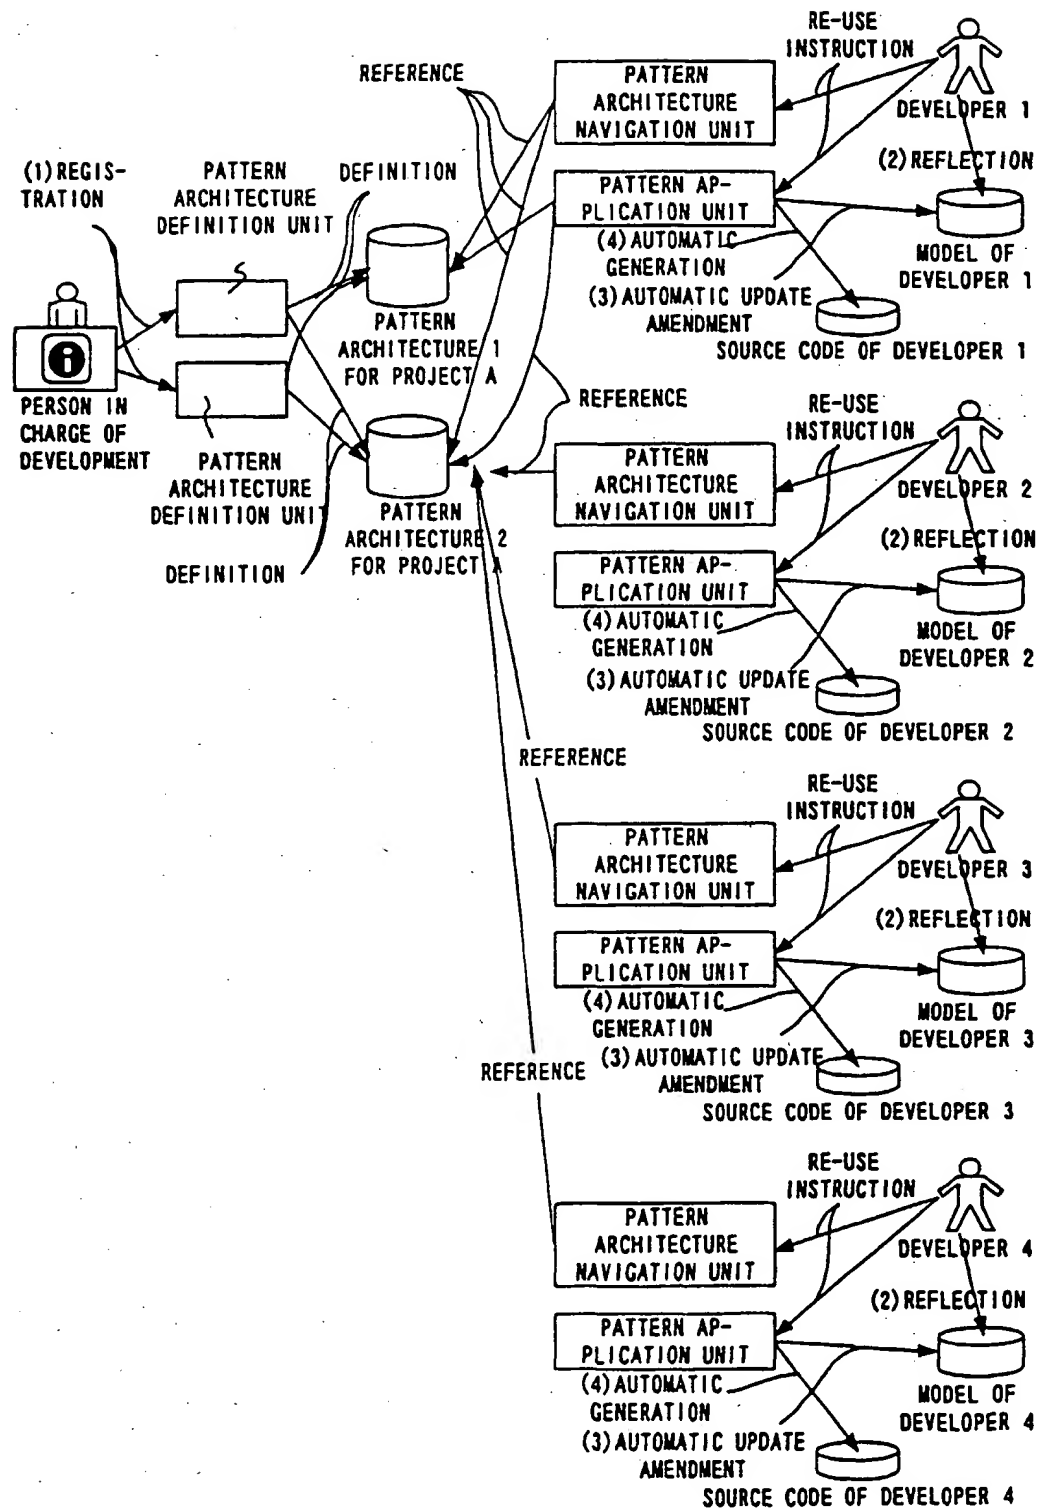 RE-USE
INSTRUCTION
REFERENCE
PATTERN
ARCHITECTURE
NAVIGATION UNIT
DEVELOPER 1
(1)REGIS-
TRATION
PATTERN
ARCHITECTURE
DEFINITION UNIT
DEFINITION
PATTERN AP-
PLICATION UNIT
(2)REFLECTION
(4)AUTOMATIC
GENERATION
MODEL OF
DEVELOPER 1
(3)AUTOMATIC UPDATE
AMENDMENT
SOURCE CODE OF DEVELOPER 1
PATTERN
ARCHITECTURE 1
FOR PROJECT A
i
PERSON IN
CHARGE OF
DEVELOPMENT
PATTERN
ARCHITECTURE
DEFINITION UNIT
DEFINITION
PATTERN
ARCHITECTURE 2
FOR PROJECT A
REFERENCE
RE-USE
INSTRUCTION
PATTERN
ARCHITECTURE
NAVIGATION UNIT
DEVELOPER 2
(2)REFLECTION
PATTERN AP-
PLICATION UNIT
(4)AUTOMATIC
GENERATION
MODEL OF
DEVELOPER 2
(3)AUTOMATIC UPDATE
AMENDMENT
SOURCE CODE OF DEVELOPER 2
REFERENCE
RE-USE
INSTRUCTION
PATTERN
ARCHITECTURE
NAVIGATION UNIT
DEVELOPER 3
(2)REFLECTION
PATTERN AP-
PLICATION UNIT
(4)AUTOMATIC
GENERATION
MODEL OF
DEVELOPER 3
REFERENCE
(3)AUTOMATIC UPDATE
AMENDMENT
SOURCE CODE OF DEVELOPER 3
RE-USE
INSTRUCTION
PATTERN
ARCHITECTURE
NAVIGATION UNIT
DEVELOPER 4
(2)REFLECTION
PATTERN AP-
PLICATION UNIT
(4)AUTOMATIC
GENERATION
MODEL OF
DEVELOPER 4
(3)AUTOMATIC UPDATE
AMENDMENT
SOURCE CODE OF DEVELOPER 4